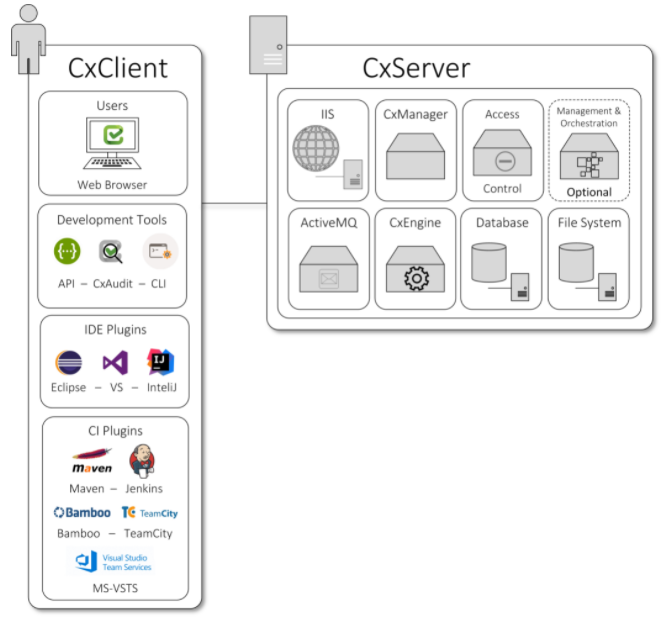 CxClient
Users
Web Browser
Development Tools
{···}
API – CxAudit – CLI
IDE Plugins
IJ
Eclipse – VS – InteliJ
CI Plugins
maven
Maven – Jenkins
Bamboo TC TeamCity
Bamboo – TeamCity
Visual Studio
Team Services
MS-VSTS
CxServer
IIS
CxManager
Access
Control
Management &
Orchestration
Optional
ActiveMQ
CxEngine
Database
File System